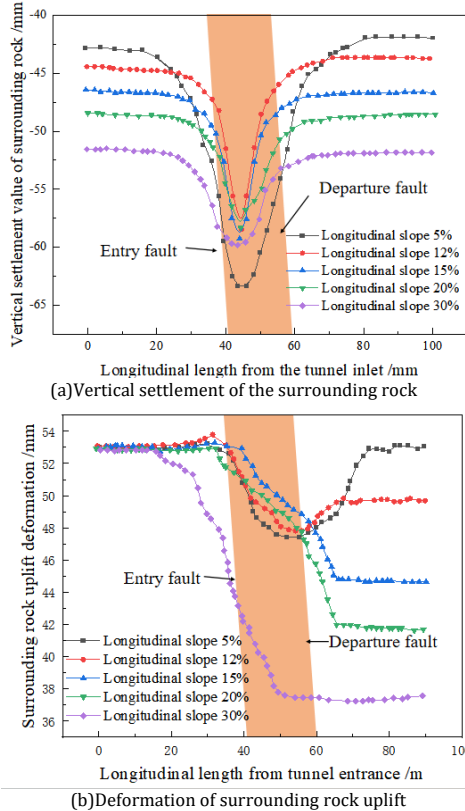 Vertical settlement value of surrounding rock /mm
-40
-45
-50
-55
-60
-65
Departure fault
Entry fault
Longitudinal slope 5%
Longitudinal slope 12%
Longitudinal slope 15%
Longitudinal slope 20%
Longitudinal slope 30%
0 20 40 60 80 100
Longitudinal length from the tunnel inlet /mm
(a)Vertical settlement of the surrounding rock
Surrounding rock uplift deformation /mm
54
52
50
48
46
44
42
40
38
36
Entry fault
Departure fault
Longitudinal slope 5%
Longitudinal slope 12%
Longitudinal slope 15%
Longitudinal slope 20%
Longitudinal slope 30%
0 20 40 60 80 100
Longitudinal length from tunnel entrance /m
(b)Deformation of surrounding rock uplift